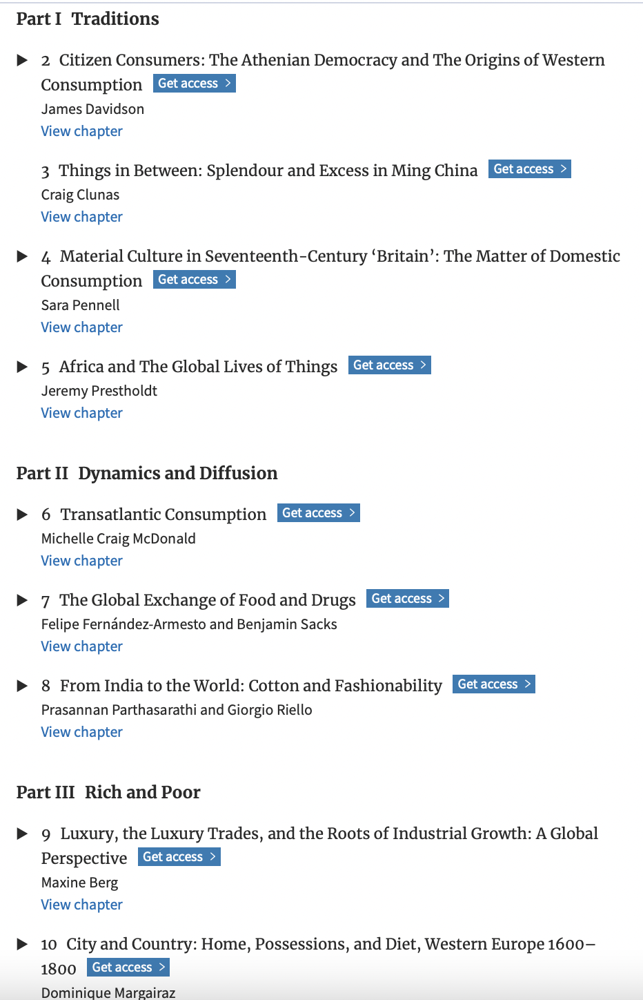 Part I Traditions
2 Citizen Consumers: The Athenian Democracy and The Origins of Western
Consumption Get access >
James Davidson
View chapter
3 Things in Between: Splendour and Excess in Ming China Get access >
Craig Clunas
View chapter
4 Material Culture in Seventeenth-Century ‘Britain’: The Matter of Domestic
Consumption Get access >
Sara Pennell
View chapter
5 Africa and The Global Lives of Things Get access >
Jeremy Prestholdt
View chapter
Part II Dynamics and Diffusion
6 Transatlantic Consumption Get access >
Michelle Craig McDonald
View chapter
7 The Global Exchange of Food and Drugs Get access >
Felipe Fernández-Armesto and Benjamin Sacks
View chapter
8 From India to the World: Cotton and Fashionability Get access >
Prasannan Parthasarathi and Giorgio Riello
View chapter
Part III Rich and Poor
9 Luxury, the Luxury Trades, and the Roots of Industrial Growth: A Global
Perspective Get access >
Maxine Berg
View chapter
10 City and Country: Home, Possessions, and Diet, Western Europe 1600–
1800 Get access >
Dominique Margairaz